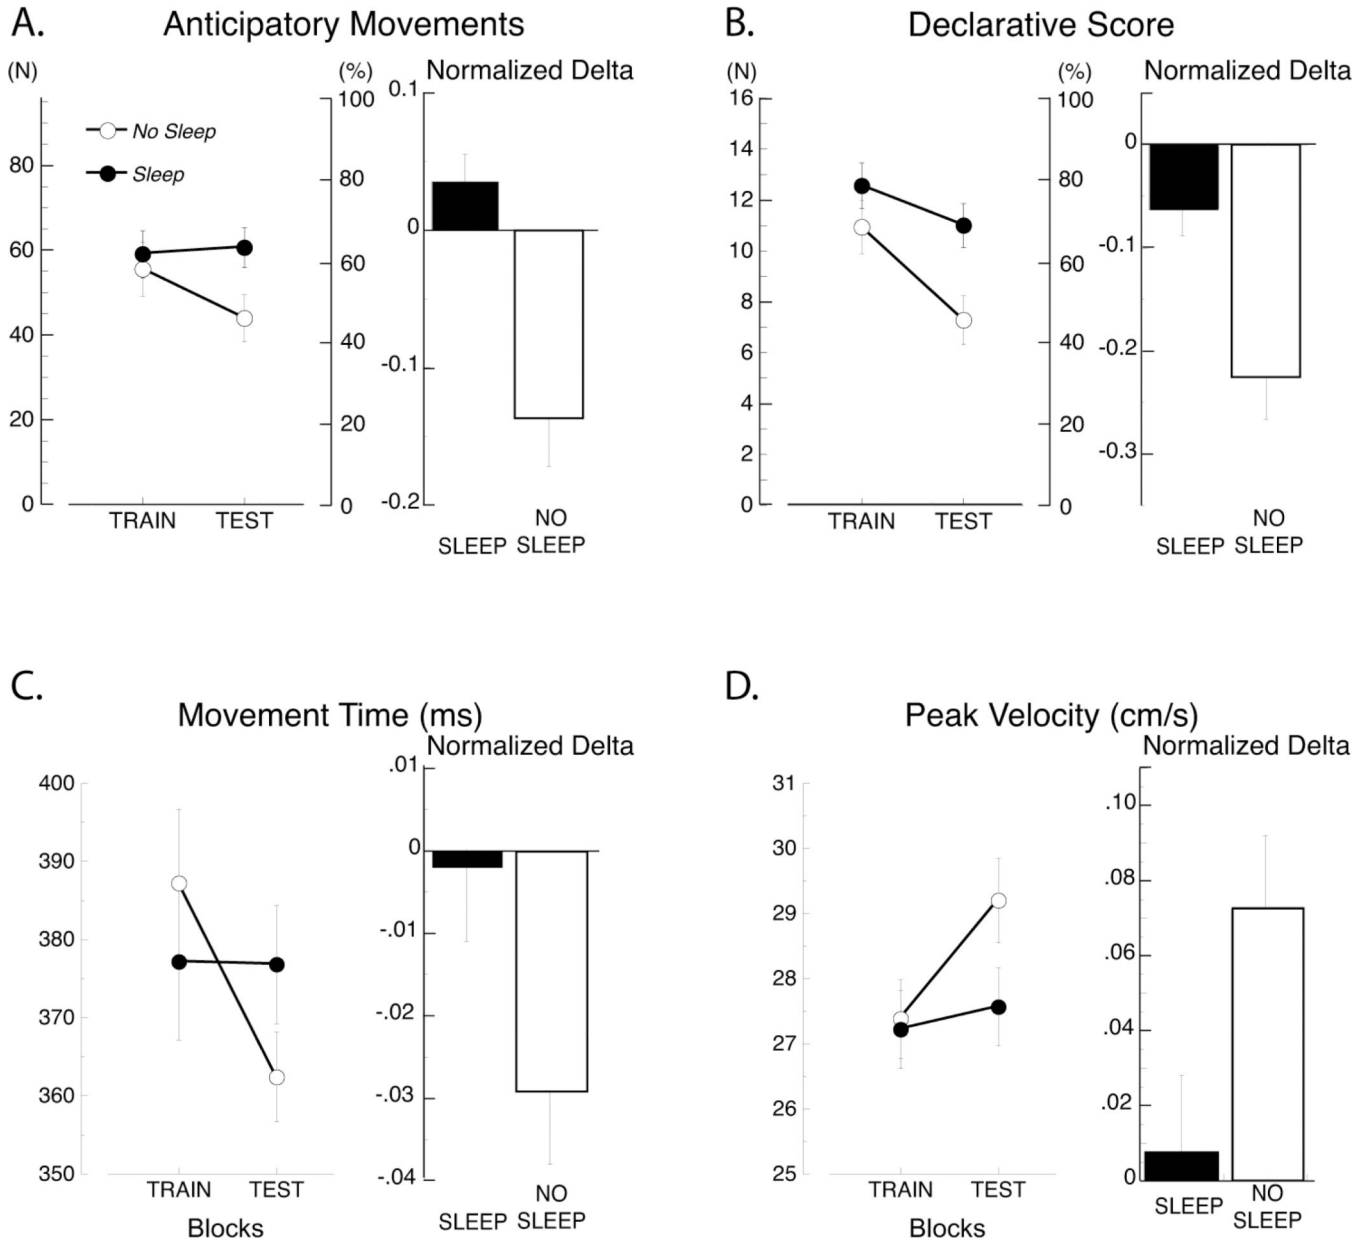 A.
Anticipatory Movements
(N)
(%)
Normalized Delta
80
60
40
20
0
No Sleep
Sleep
TRAIN
TEST
100
80
60
40
20
0
0.1
0
-0.1
-0.2
SLEEP
NO
SLEEP
B.
Declarative Score
(N)
(%)
Normalized Delta
16
14
12
10
8
6
4
2
0
TRAIN
TEST
100
80
60
40
20
0
0
-0.1
-0.2
-0.3
SLEEP
NO
SLEEP
C.
Movement Time (ms)
Normalized Delta
400
390
380
370
360
350
TRAIN
TEST
Blocks
.01
0
-.01
-.02
-.03
-.04
SLEEP
NO
SLEEP
D.
Peak Velocity (cm/s)
Normalized Delta
31
30
29
28
27
26
25
TRAIN
TEST
Blocks
.10
.08
.06
.04
.02
0
SLEEP
NO
SLEEP